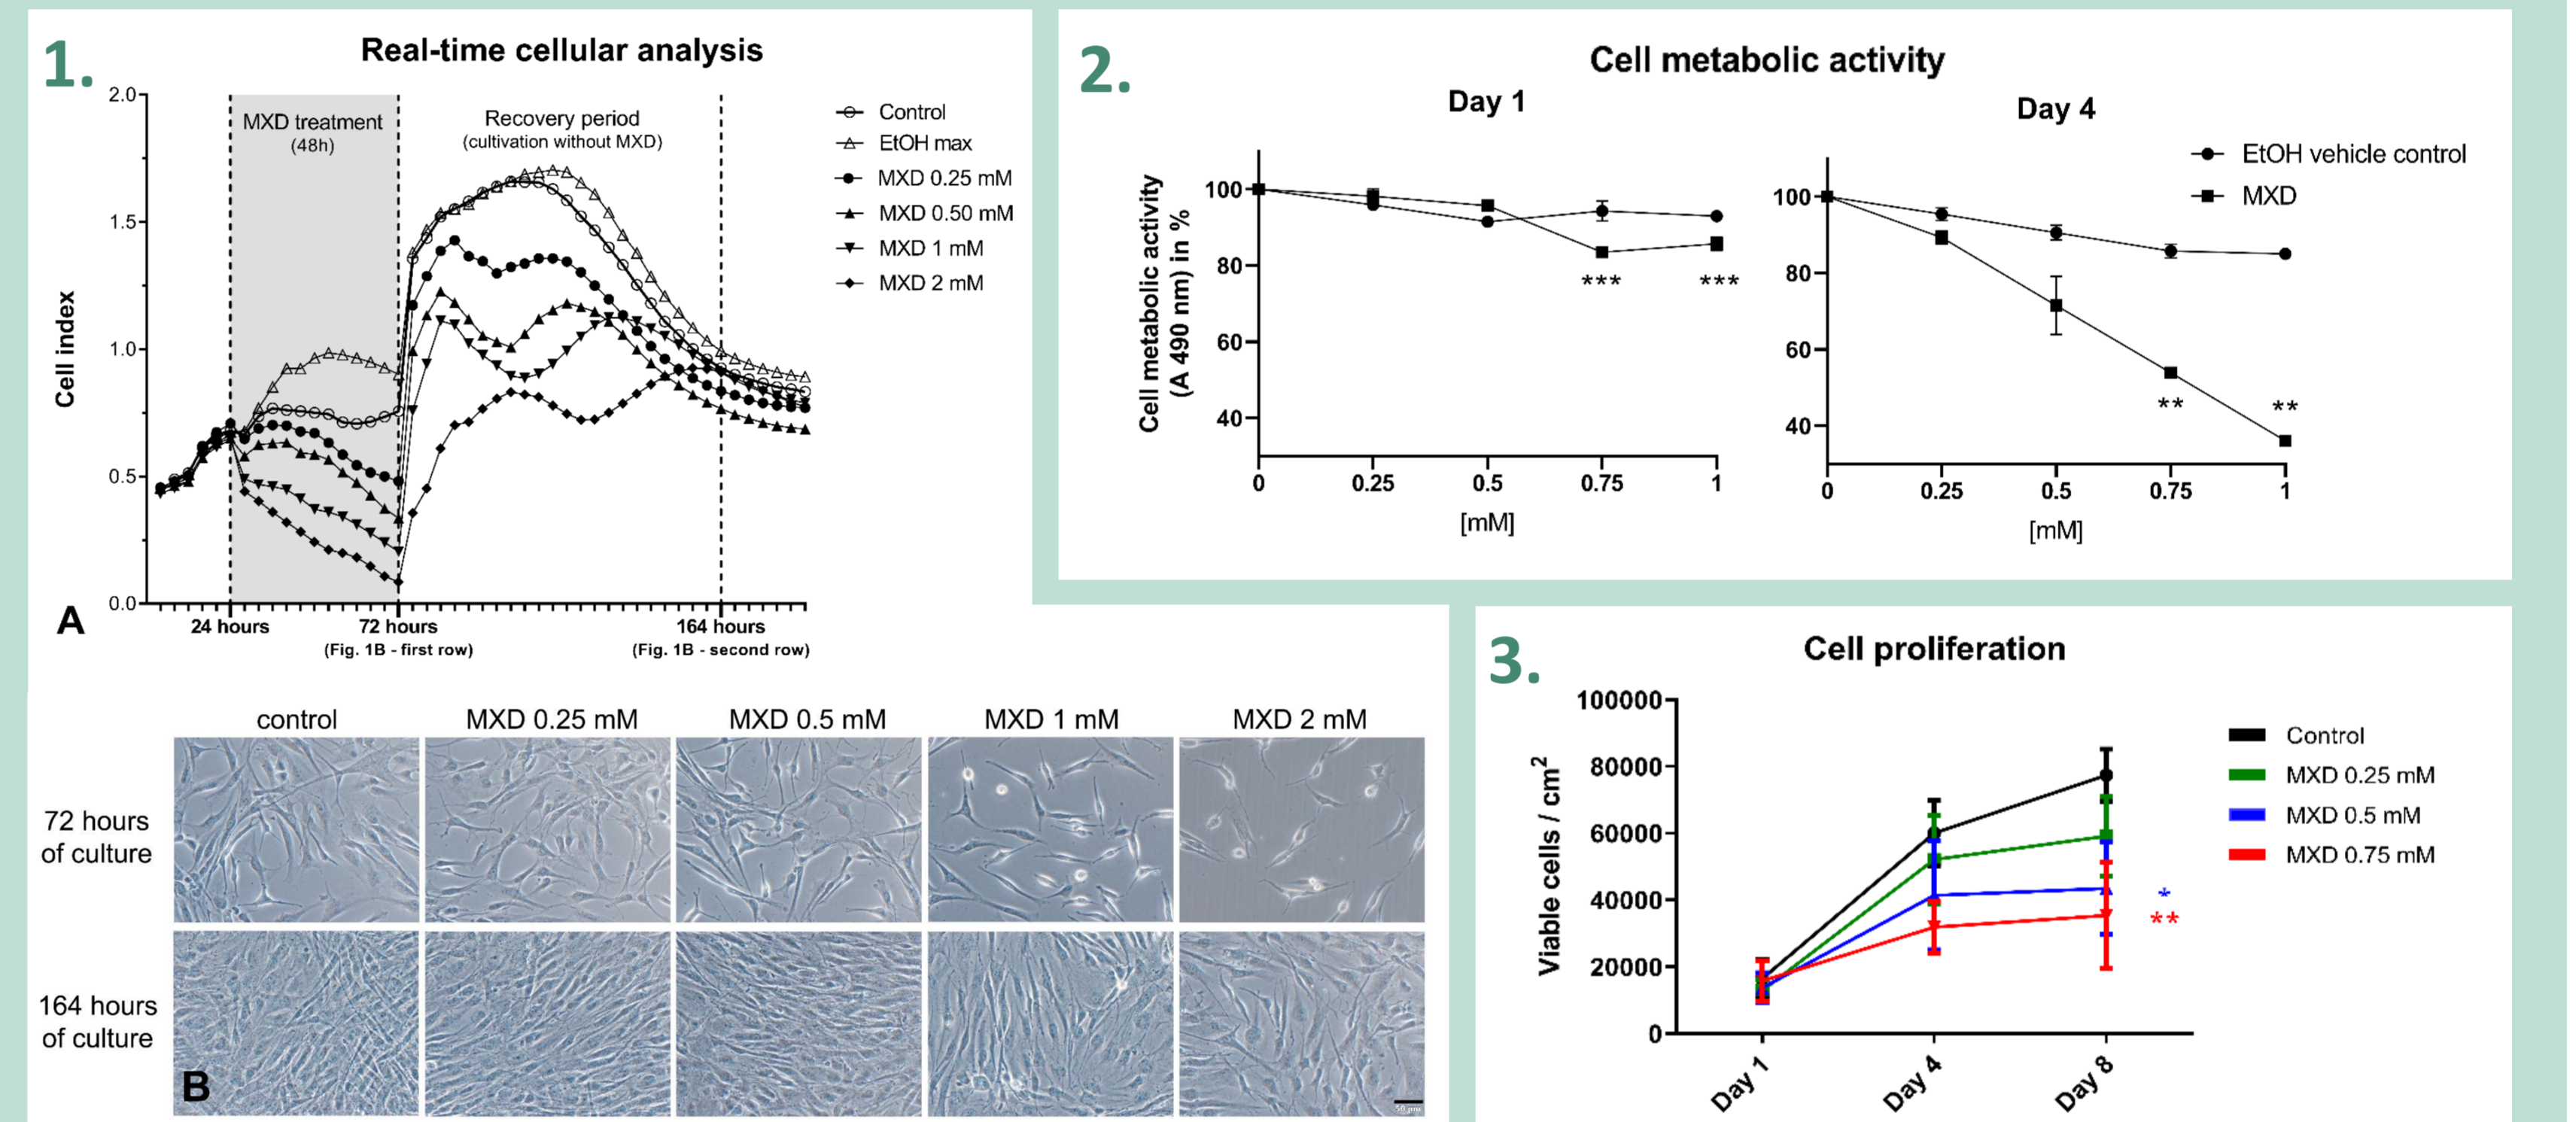 1.
Real-time cellular analysis
2.0
1.5
1.0
0.5
0.0
Cell index
MXD treatment
(48h)
Recovery period
(cultivation without MXD)
Control
EtOH max
MXD 0.25 mM
MXD 0.50 mM
MXD 1 mM
MXD 2 mM
24 hours
72 hours
(Fig. 1B - first row)
164 hours
(Fig. 1B - second row)
A
control
MXD 0.25 mM
MXD 0.5 mM
MXD 1 mM
MXD 2 mM
72 hours
of culture
164 hours
of culture
B
50 µm
2.
Cell metabolic activity
Day 1
Cell metabolic activity
(A 490 nm) in %
100
80
60
40
***
***
0
0.25
0.5
0.75
1
[mM]
Day 4
EtOH vehicle control
MXD
100
80
60
40
**
**
0
0.25
0.5
0.75
1
[mM]
3.
Cell proliferation
Viable cells / cm²
100000
80000
60000
40000
20000
0
Control
MXD 0.25 mM
MXD 0.5 mM
MXD 0.75 mM
*
**
Day 1
Day 4
Day 8